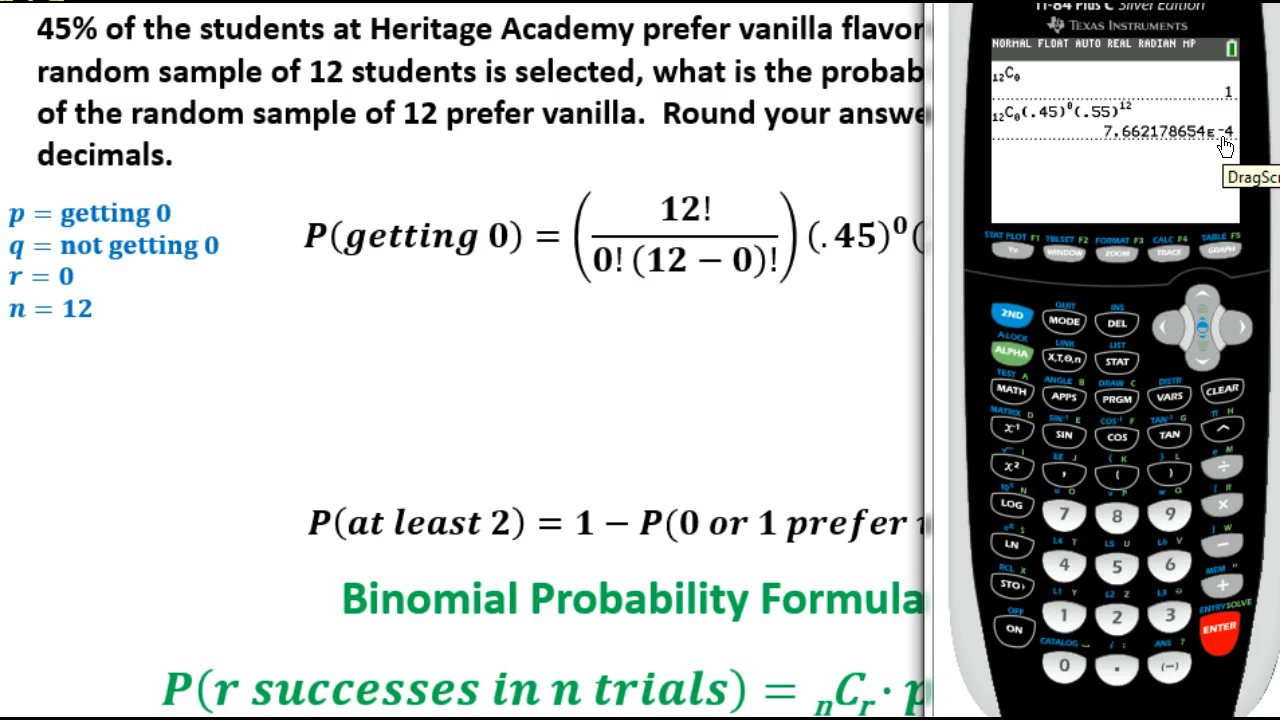 45% of the students at Heritage Academy prefer vanilla flavor
random sample of 12 students is selected, what is the probab
of the random sample of 12 prefer vanilla. Round your answe
decimals.
p = getting 0
q = not getting 0
r = 0
n = 12
P(getting 0) = (12! / 0! (12 − 0)!) (.45)⁰(
P(at least 2) = 1 − P(0 or 1 prefer
Binomial Probability Formula
P(r successes in n trials) = ₙCᵣ · p
TI-84 Plus C Silver Edition
TEXAS INSTRUMENTS
NORMAL FLOAT AUTO REAL RADIAN MP
₁₂C₀
1
₁₂C₀(.45)⁰(.55)¹²
7.662178654E-4
DragScr
STAT PLOT F1 TBLSET F2 FORMAT F3 CALC F4 TABLE F5
Y= WINDOW ZOOM TRACE GRAPH
QUIT INS
2ND MODE DEL
A-LOCK LINK LIST
ALPHA X,T,Θ,n STAT
TEST A ANGLE B DRAW C DISTR
MATH APPS PRGM VARS CLEAR
MATRIX D SIN⁻¹ E COS⁻¹ F TAN⁻¹ G π H
x⁻¹ SIN COS TAN ^
√ I EE J { K } L e M
x² , ( ) ÷
10ˣ N u O v P w Q [ R
LOG 7 8 9 ×
eˣ S L4 T L5 U L6 V ] W
LN 4 5 6 −
RCL X L1 Y L2 Z L3 θ MEM "
STO› 1 2 3 +
OFF CATALOG i : ANS ? ENTRY SOLVE
ON 0 . (−) ENTER